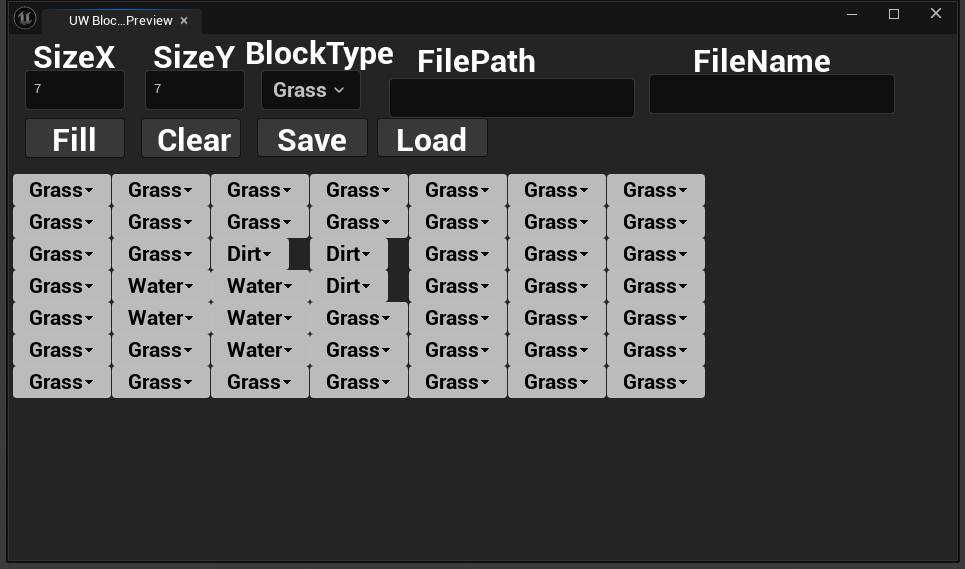 UW Bloc...Preview
SizeX SizeY BlockType FilePath FileName
7 7 Grass
Fill Clear Save Load
Grass Grass Grass Grass Grass Grass Grass
Grass Grass Grass Grass Grass Grass Grass
Grass Grass Dirt Dirt Grass Grass Grass
Grass Water Water Dirt Grass Grass Grass
Grass Water Water Grass Grass Grass Grass
Grass Grass Water Grass Grass Grass Grass
Grass Grass Grass Grass Grass Grass Grass